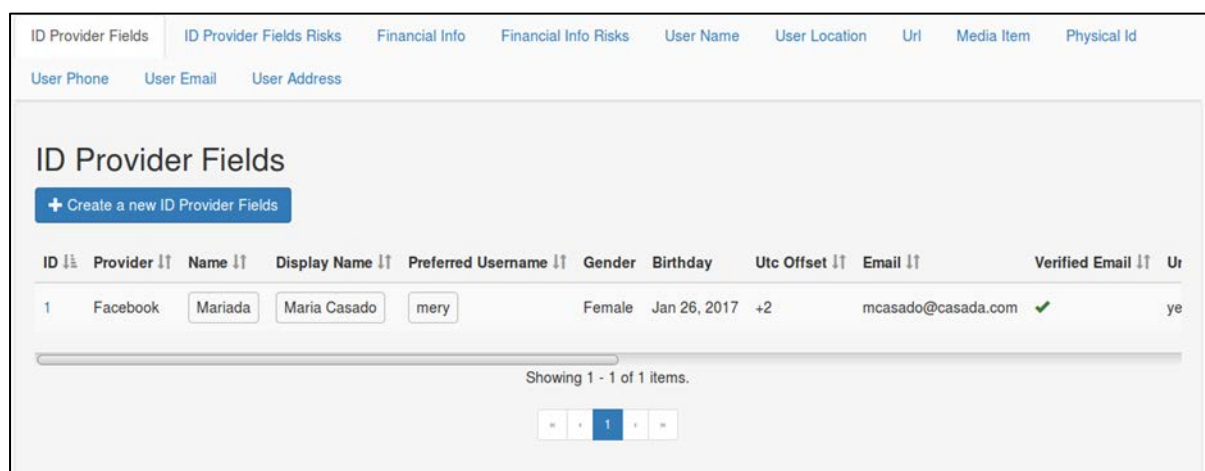 ID Provider Fields ID Provider Fields Risks Financial Info Financial Info Risks User Name User Location Url Media Item Physical Id
User Phone User Email User Address
ID Provider Fields
+ Create a new ID Provider Fields
ID Provider Name Display Name Preferred Username Gender Birthday Utc Offset Email Verified Email Ur
1 Facebook Mariada Maria Casado mery Female Jan 26, 2017 +2 mcasado@casada.com ✔ ye
Showing 1 - 1 of 1 items.
« ‹ 1 › »